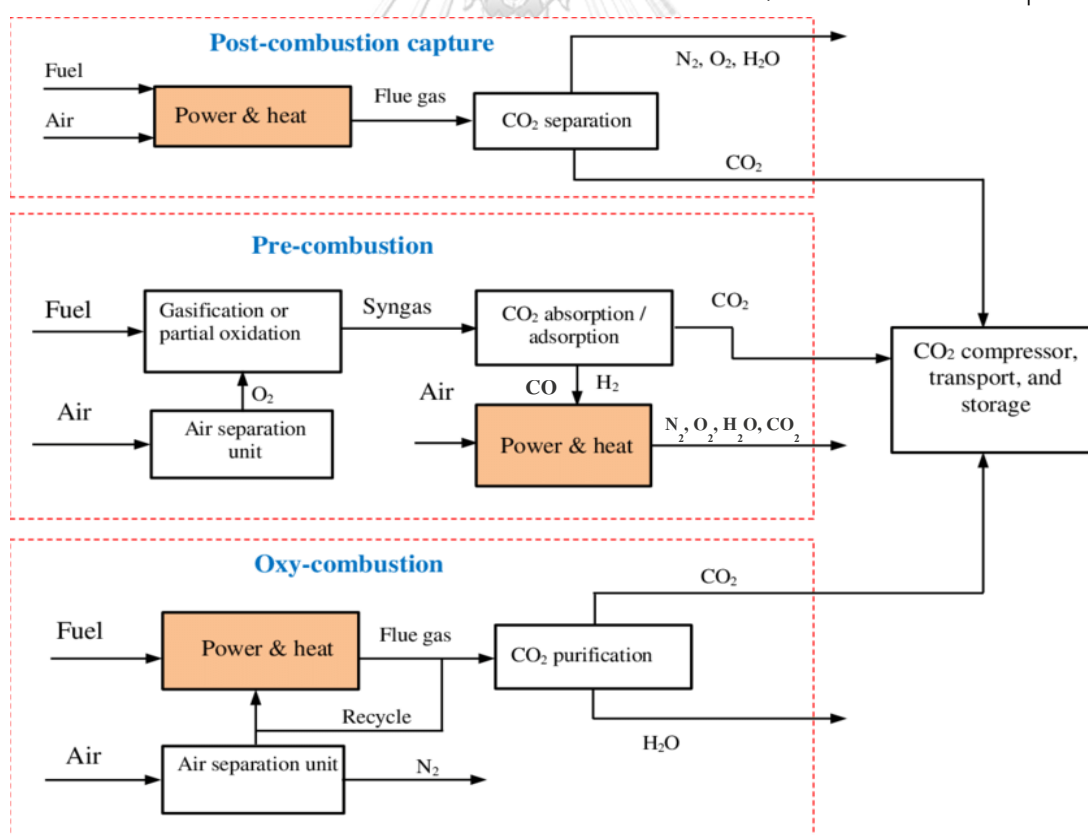 Post-combustion capture
Fuel
Air
Power & heat
Flue gas
CO₂ separation
N₂, O₂, H₂O
CO₂
Pre-combustion
Fuel
Gasification or
partial oxidation
Syngas
CO₂ absorption /
adsorption
CO₂
O₂
Air
Air separation
unit
Air
CO
H₂
Power & heat
N₂, O₂, H₂O, CO₂
CO₂ compressor,
transport, and
storage
Oxy-combustion
Fuel
Power & heat
Flue gas
CO₂ purification
CO₂
Recycle
H₂O
Air
Air separation unit
N₂